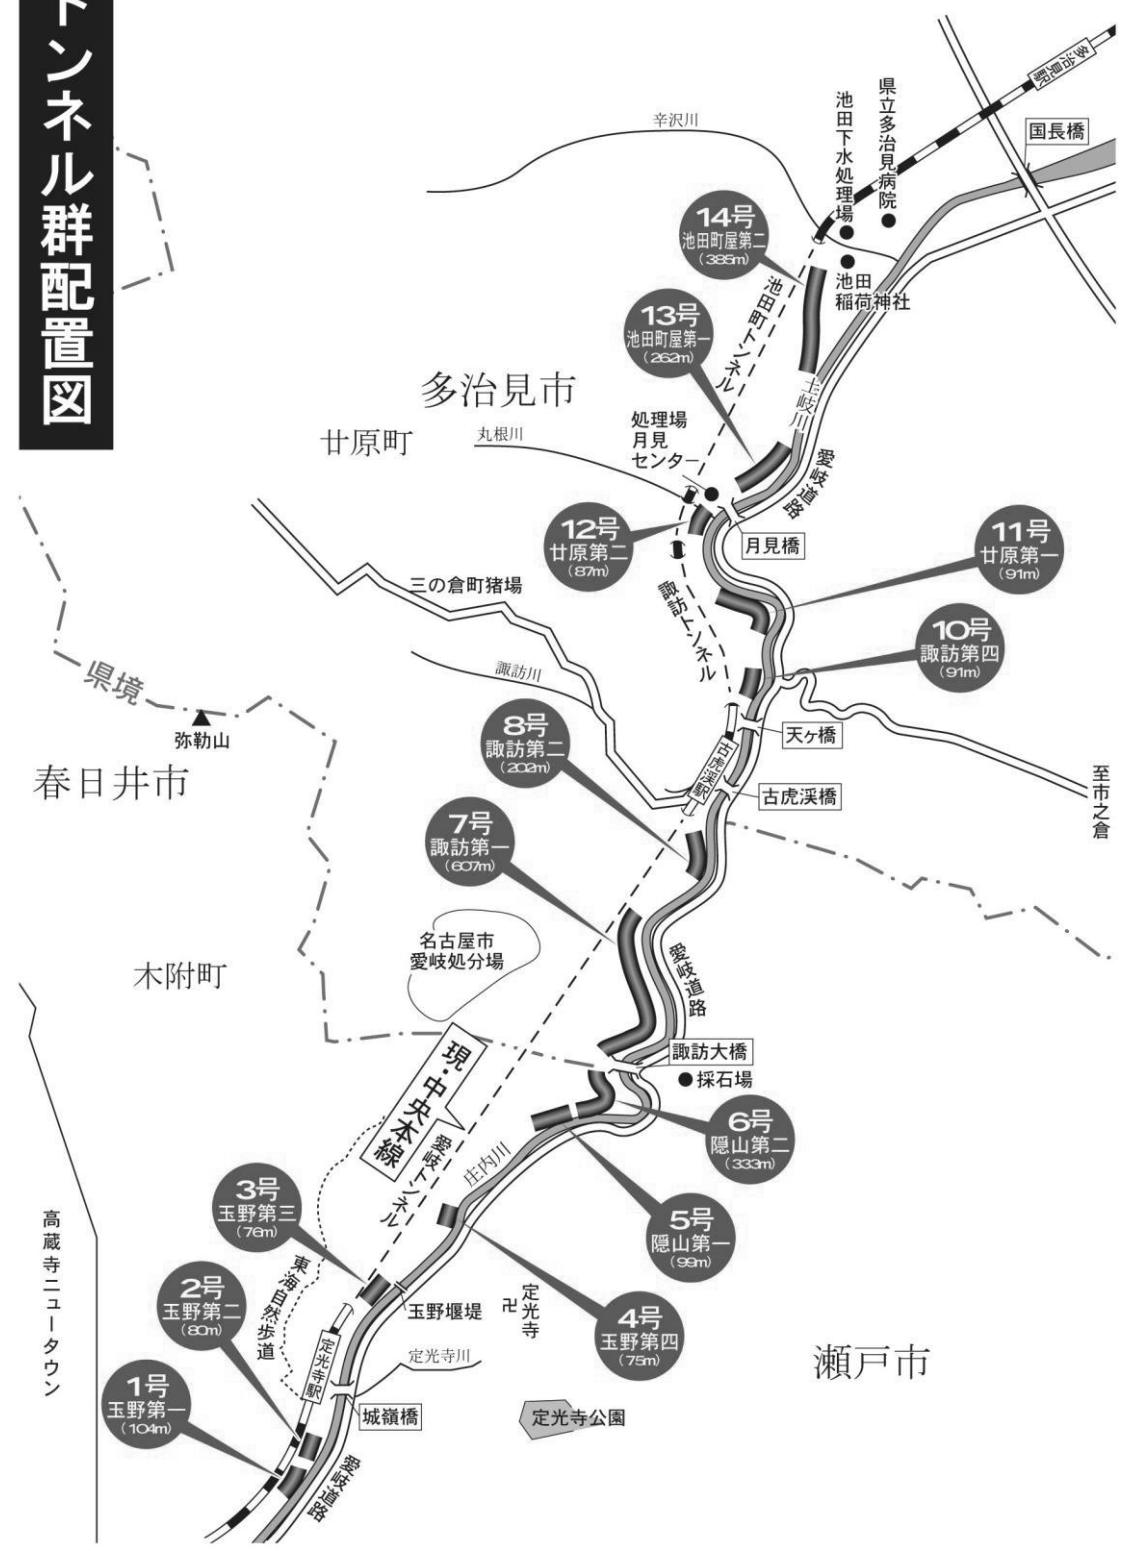 トンネル群配置図
多治見駅
国長橋
県立多治見病院
池田下水処理場
辛沢川
14号
池田町屋第二
(385m)
池田
稲荷神社
池田町トンネル
13号
池田町屋第一
(262m)
土岐川
多治見市
廿原町
丸根川
処理場
月見
センター
愛岐道路
12号
廿原第二
(87m)
月見橋
11号
廿原第一
(91m)
三の倉町猪場
諏訪トンネル
10号
諏訪第四
(91m)
諏訪川
県境
弥勒山
8号
諏訪第二
(202m)
天ヶ橋
古虎渓駅
古虎渓橋
至市之倉
春日井市
7号
諏訪第一
(607m)
名古屋市
愛岐処分場
愛岐道路
木附町
現・中央本線
諏訪大橋
採石場
6号
隠山第二
(333m)
愛岐トンネル
庄内川
3号
玉野第三
(76m)
5号
隠山第一
(99m)
高蔵寺ニュータウン
東海自然歩道
2号
玉野第二
(80m)
玉野堰堤
定光寺
卍
4号
玉野第四
(75m)
定光寺駅
定光寺川
瀬戸市
1号
玉野第一
(104m)
城嶺橋
定光寺公園
愛岐道路